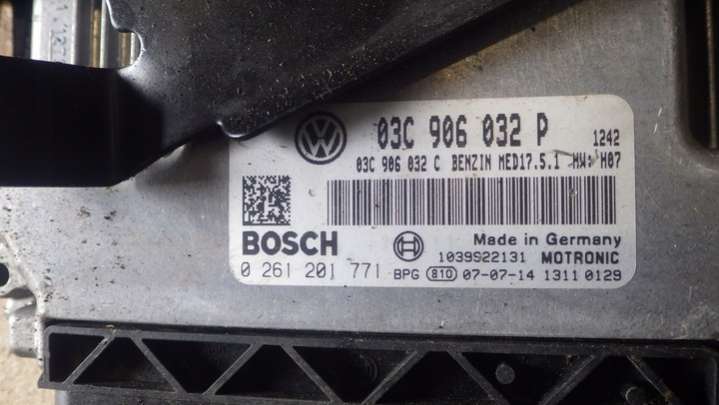 03C 906 032 P 1242
03C 906 032 C BENZIN MED17.5.1 HW: H07
BOSCH
Made in Germany
1039S22131 MOTRONIC
0 261 201 771 BPG 810 07-07-14 1311 0129